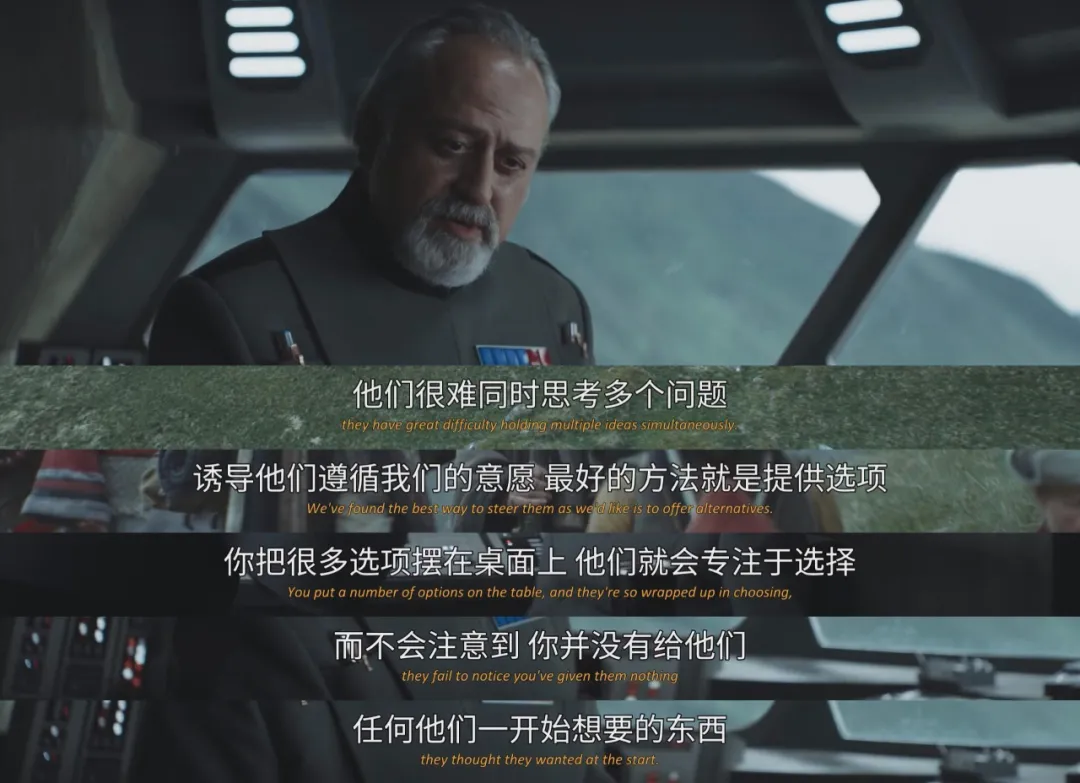 他们很难同时思考多个问题
they have great difficulty holding multiple ideas simultaneously.
诱导他们遵循我们的意愿 最好的方法就是提供选项
We've found the best way to steer them as we'd like is to offer alternatives.
你把很多选项摆在桌面上 他们就会专注于选择
You put a number of options on the table, and they're so wrapped up in choosing,
而不会注意到 你并没有给他们
they fail to notice you've given them nothing
任何他们一开始想要的东西
they thought they wanted at the start.